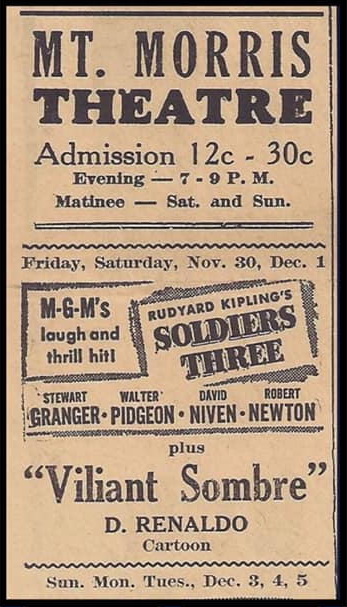 MT. MORRIS
THEATRE
Admission 12c - 30c
Evening — 7 - 9 P. M.
Matinee — Sat. and Sun.
Friday, Saturday, Nov. 30, Dec. 1
M-G-M's
laugh and
thrill hit!
RUDYARD KIPLING'S
SOLDIERS
THREE
STEWART WALTER DAVID ROBERT
GRANGER • PIDGEON • NIVEN • NEWTON
plus
"Viliant Sombre"
D. RENALDO
Cartoon
Sun. Mon. Tues., Dec. 3, 4, 5